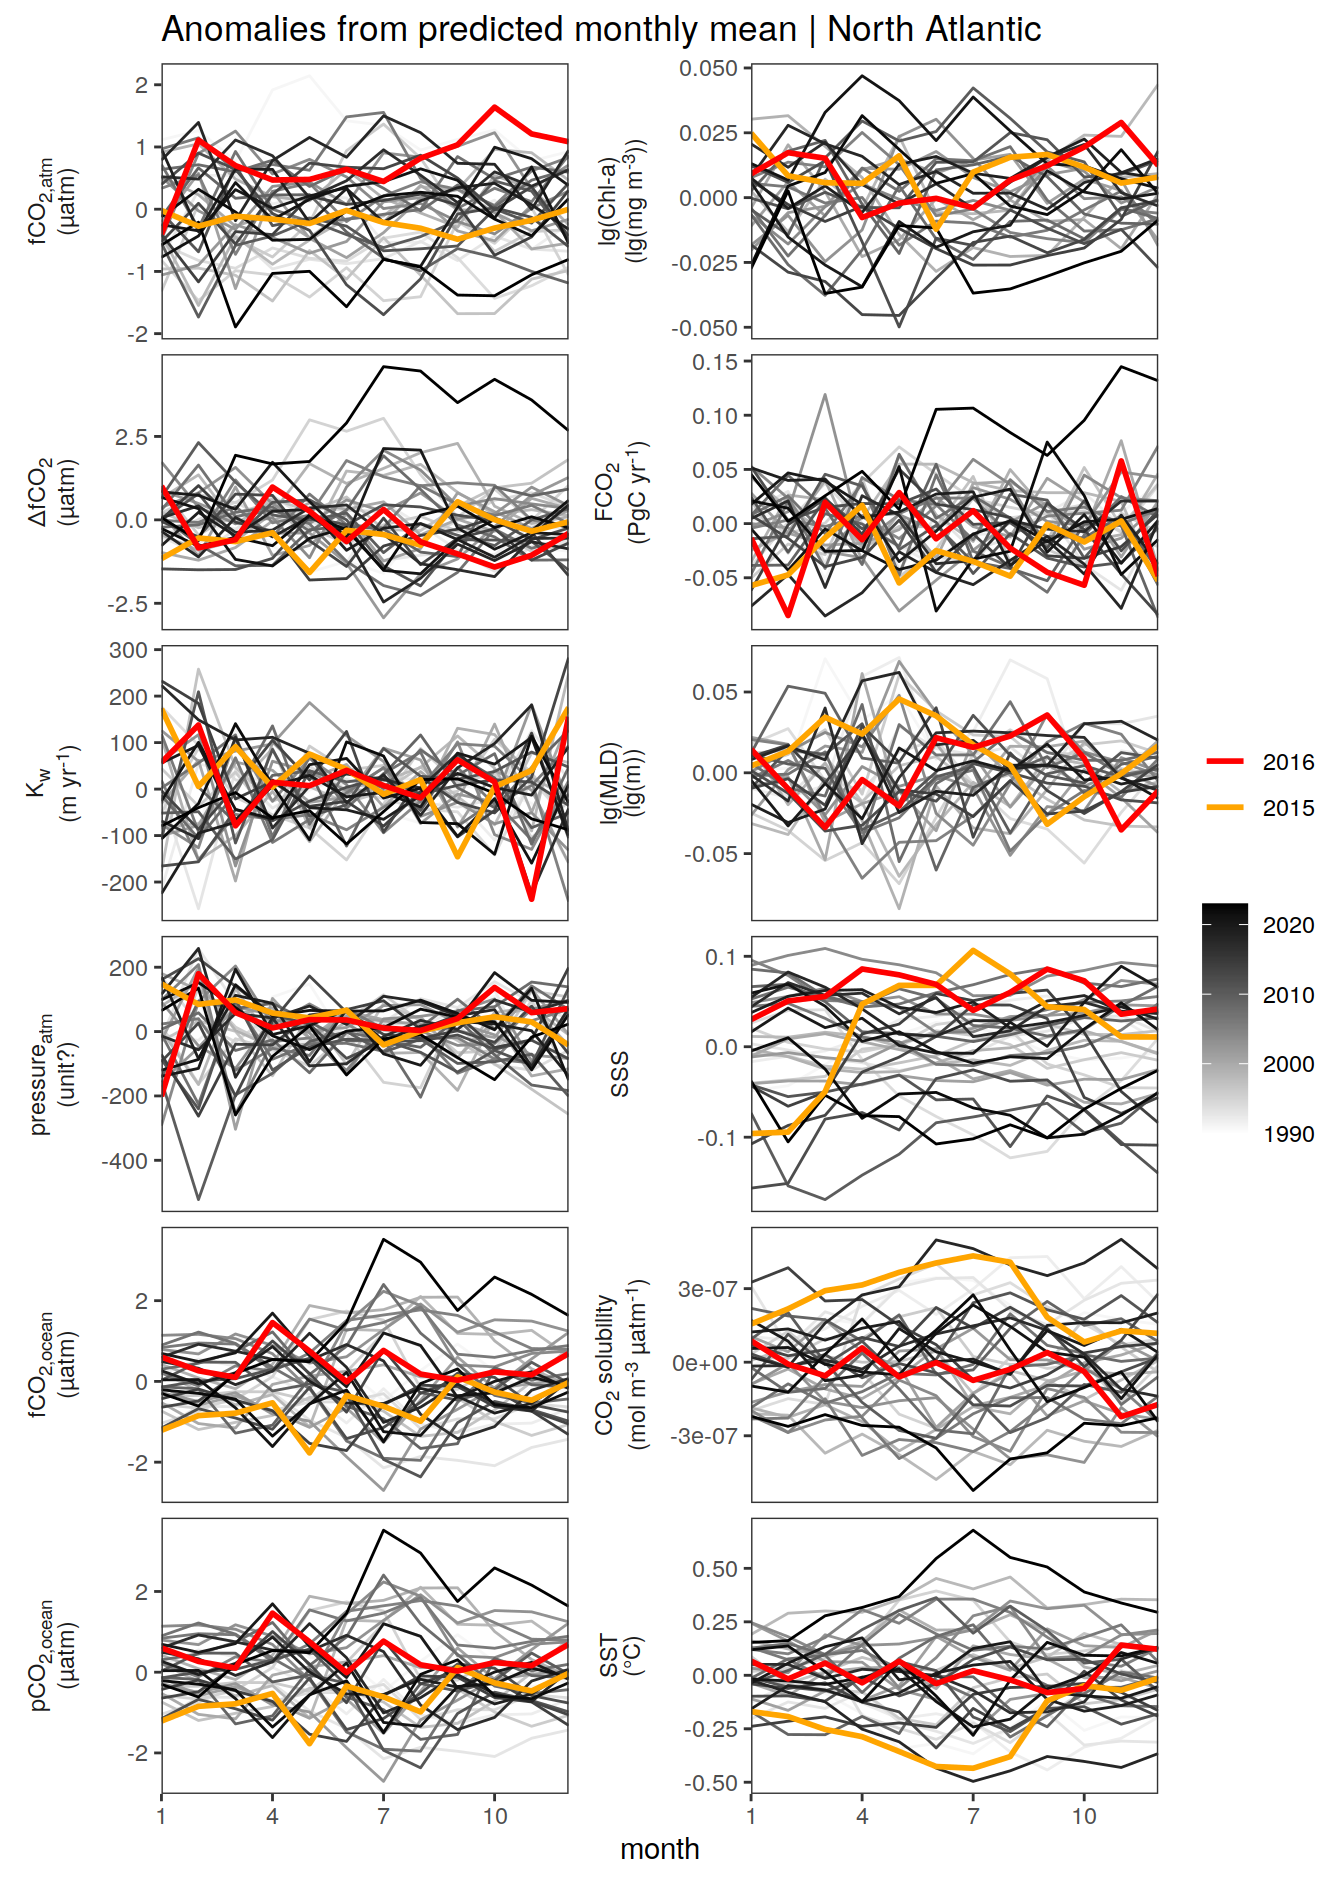 Anomalies from predicted monthly mean | North Atlantic
fCO2,atm
(µatm)
2
1
0
-1
-2
lg(Chl-a)
(lg(mg m-3))
0.050
0.025
0.000
-0.025
-0.050
ΔfCO2
(µatm)
2.5
0.0
-2.5
FCO2
(PgC yr-1)
0.15
0.10
0.05
0.00
-0.05
Kw
(m yr-1)
300
200
100
0
-100
-200
lg(MLD)
(lg(m))
0.05
0.00
-0.05
pressureatm
(unit?)
200
0
-200
-400
SSS
0.1
0.0
-0.1
fCO2,ocean
(µatm)
2
0
-2
CO2 solubility
(mol m-3 µatm-1)
3e-07
0e+00
-3e-07
pCO2,ocean
(µatm)
2
0
-2
SST
(°C)
0.50
0.25
0.00
-0.25
-0.50
1 4 7 10
1 4 7 10
month
2016
2015
2020
2010
2000
1990